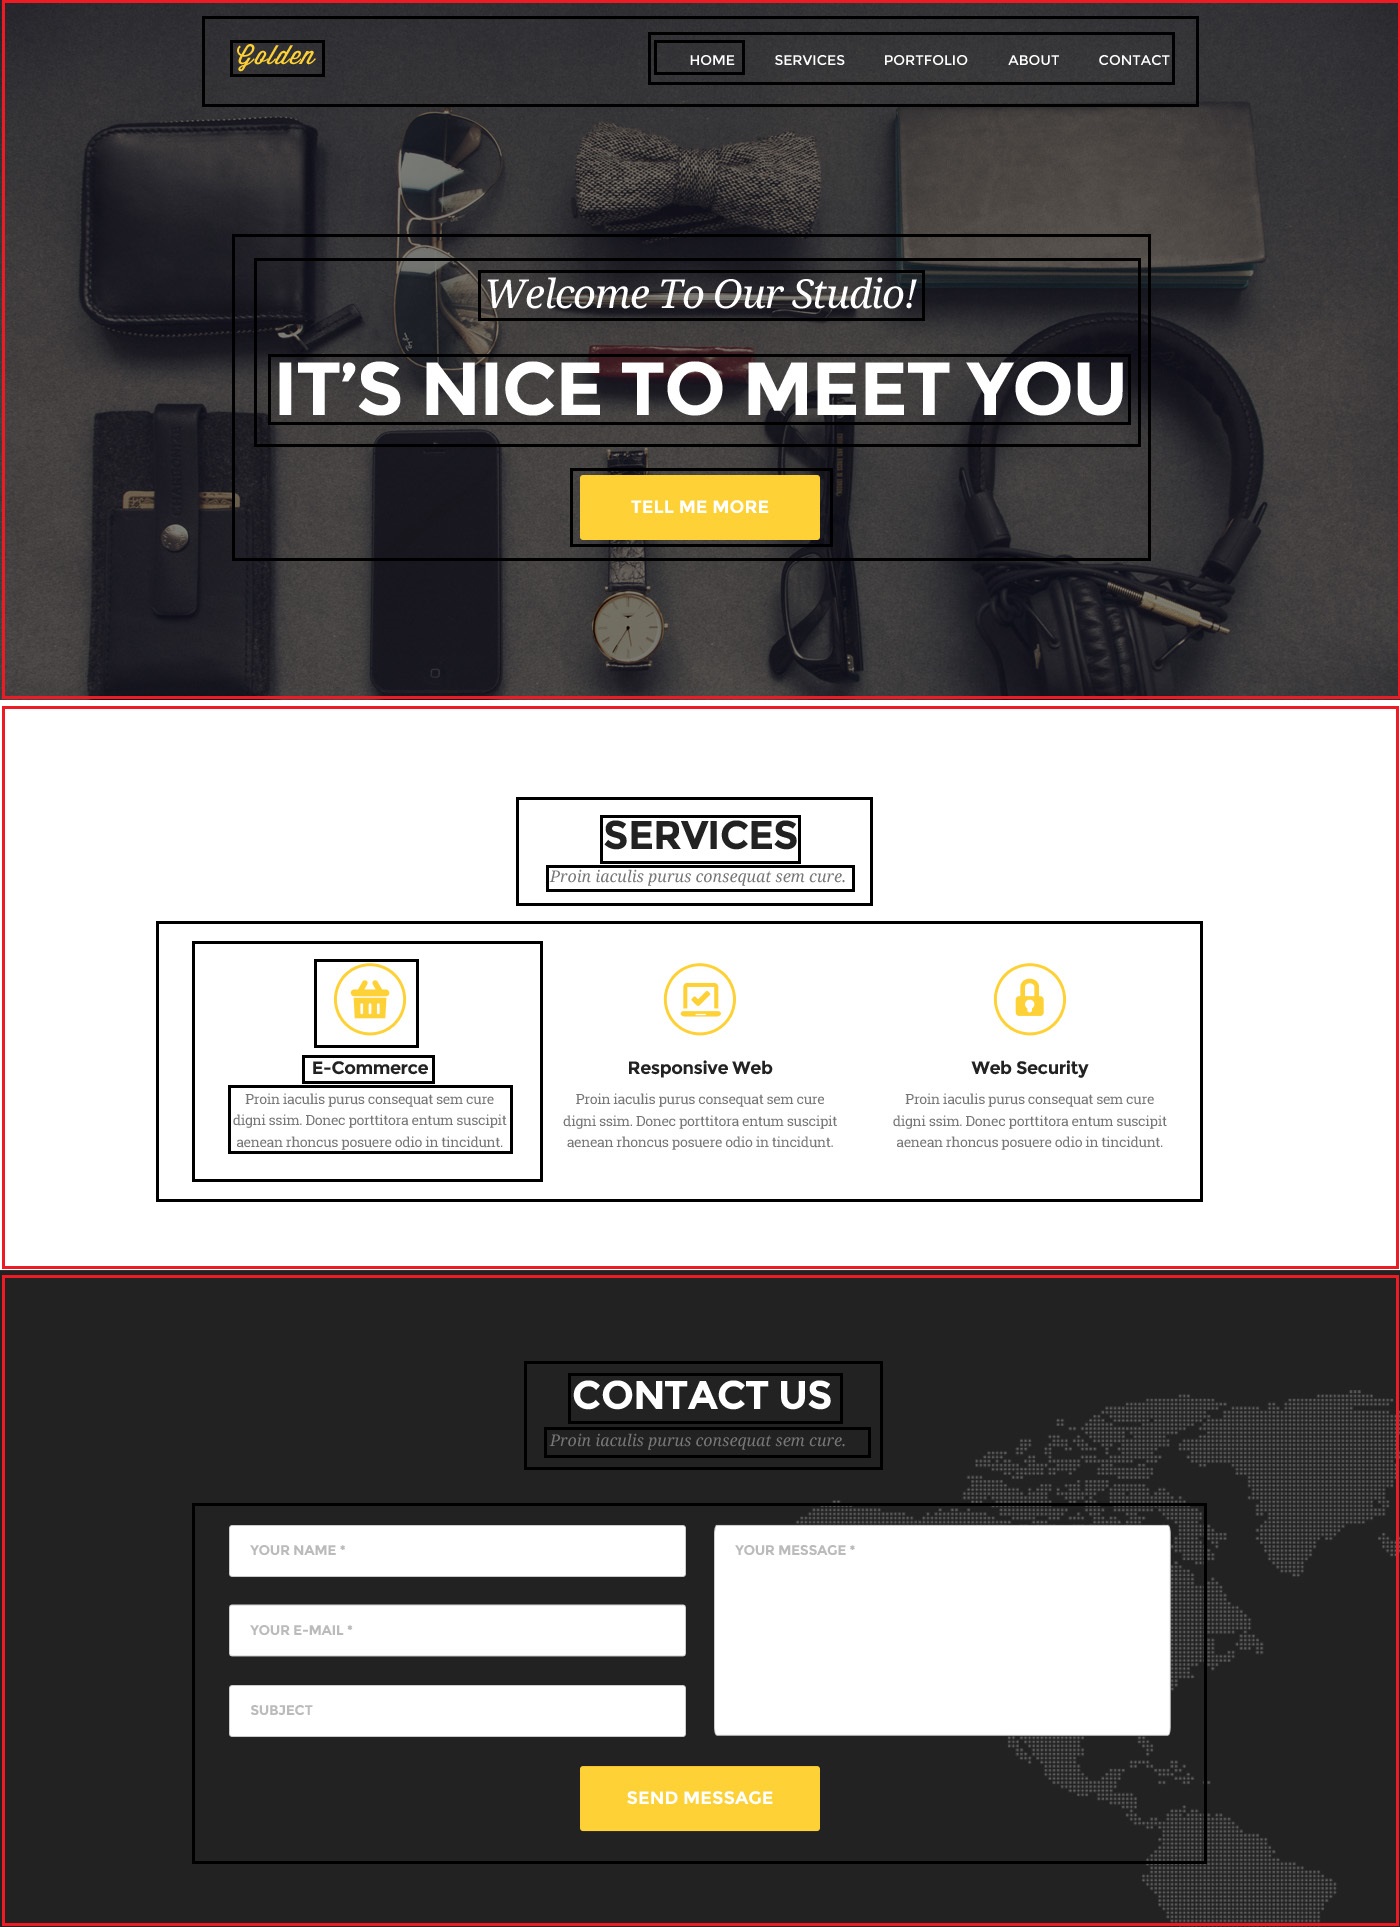 Golden
HOME SERVICES PORTFOLIO ABOUT CONTACT
Welcome To Our Studio!
IT'S NICE TO MEET YOU
TELL ME MORE
SERVICES
Proin iaculis purus consequat sem cure.
E-Commerce
Proin iaculis purus consequat sem cure
digni ssim. Donec porttitora entum suscipit
aenean rhoncus posuere odio in tincidunt.
Responsive Web
Proin iaculis purus consequat sem cure
digni ssim. Donec porttitora entum suscipit
aenean rhoncus posuere odio in tincidunt.
Web Security
Proin iaculis purus consequat sem cure
digni ssim. Donec porttitora entum suscipit
aenean rhoncus posuere odio in tincidunt.
CONTACT US
Proin iaculis purus consequat sem cure.
YOUR NAME *
YOUR E-MAIL *
SUBJECT
YOUR MESSAGE *
SEND MESSAGE